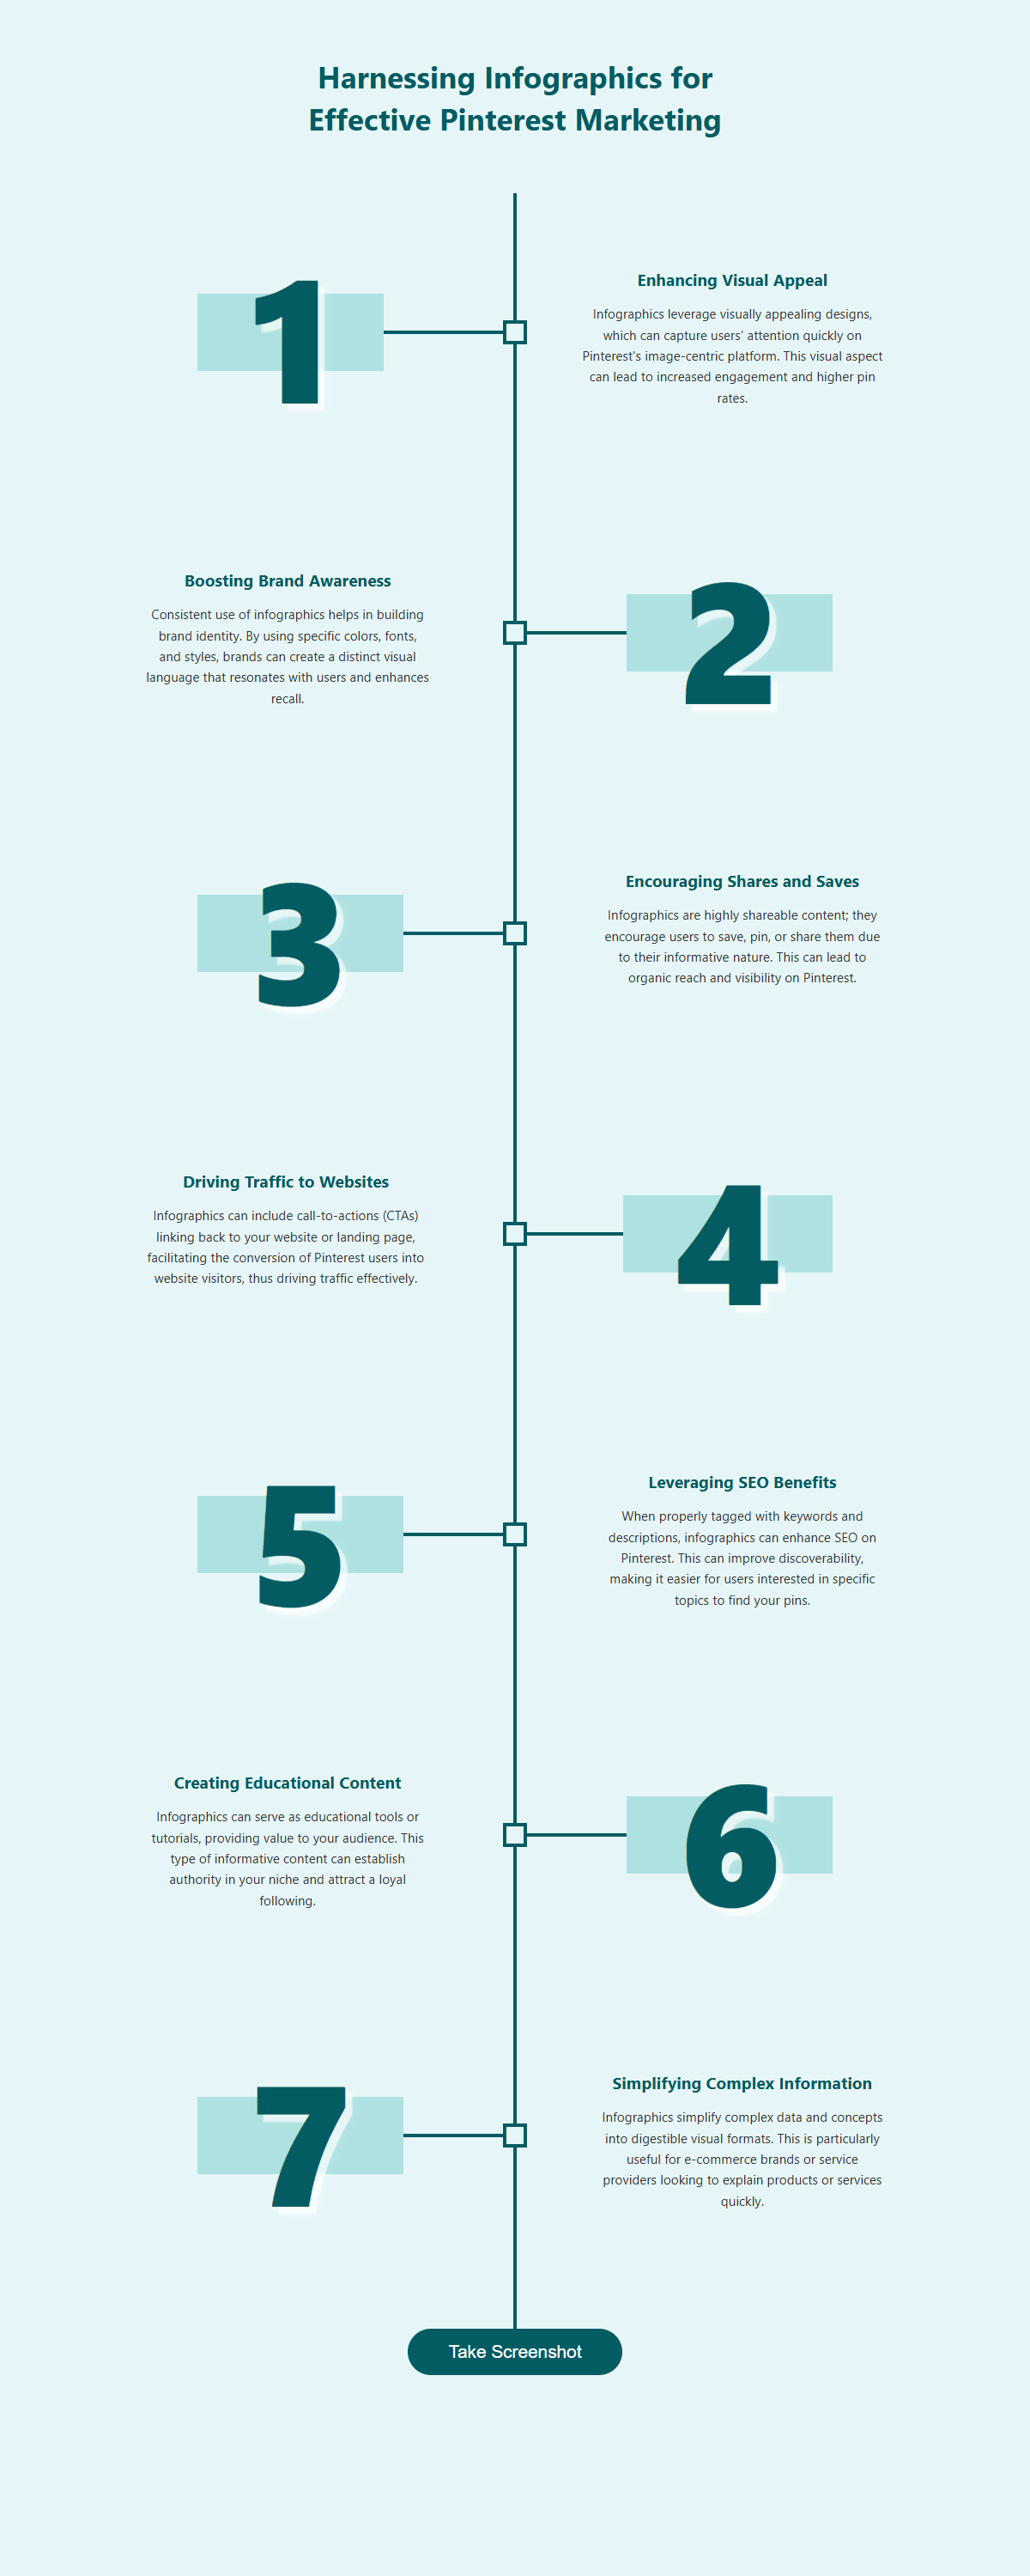 Harnessing Infographics for
Effective Pinterest Marketing
1
Enhancing Visual Appeal
Infographics leverage visually appealing designs,
which can capture users' attention quickly on
Pinterest's image-centric platform. This visual aspect
can lead to increased engagement and higher pin
rates.
Boosting Brand Awareness
Consistent use of infographics helps in building
brand identity. By using specific colors, fonts,
and styles, brands can create a distinct visual
language that resonates with users and enhances
recall.
2
3
Encouraging Shares and Saves
Infographics are highly shareable content; they
encourage users to save, pin, or share them due
to their informative nature. This can lead to
organic reach and visibility on Pinterest.
Driving Traffic to Websites
Infographics can include call-to-actions (CTAs)
linking back to your website or landing page,
facilitating the conversion of Pinterest users into
website visitors, thus driving traffic effectively.
4
5
Leveraging SEO Benefits
When properly tagged with keywords and
descriptions, infographics can enhance SEO on
Pinterest. This can improve discoverability,
making it easier for users interested in specific
topics to find your pins.
Creating Educational Content
Infographics can serve as educational tools or
tutorials, providing value to your audience. This
type of informative content can establish
authority in your niche and attract a loyal
following.
6
7
Simplifying Complex Information
Infographics simplify complex data and concepts
into digestible visual formats. This is particularly
useful for e-commerce brands or service
providers looking to explain products or services
quickly.
Take Screenshot